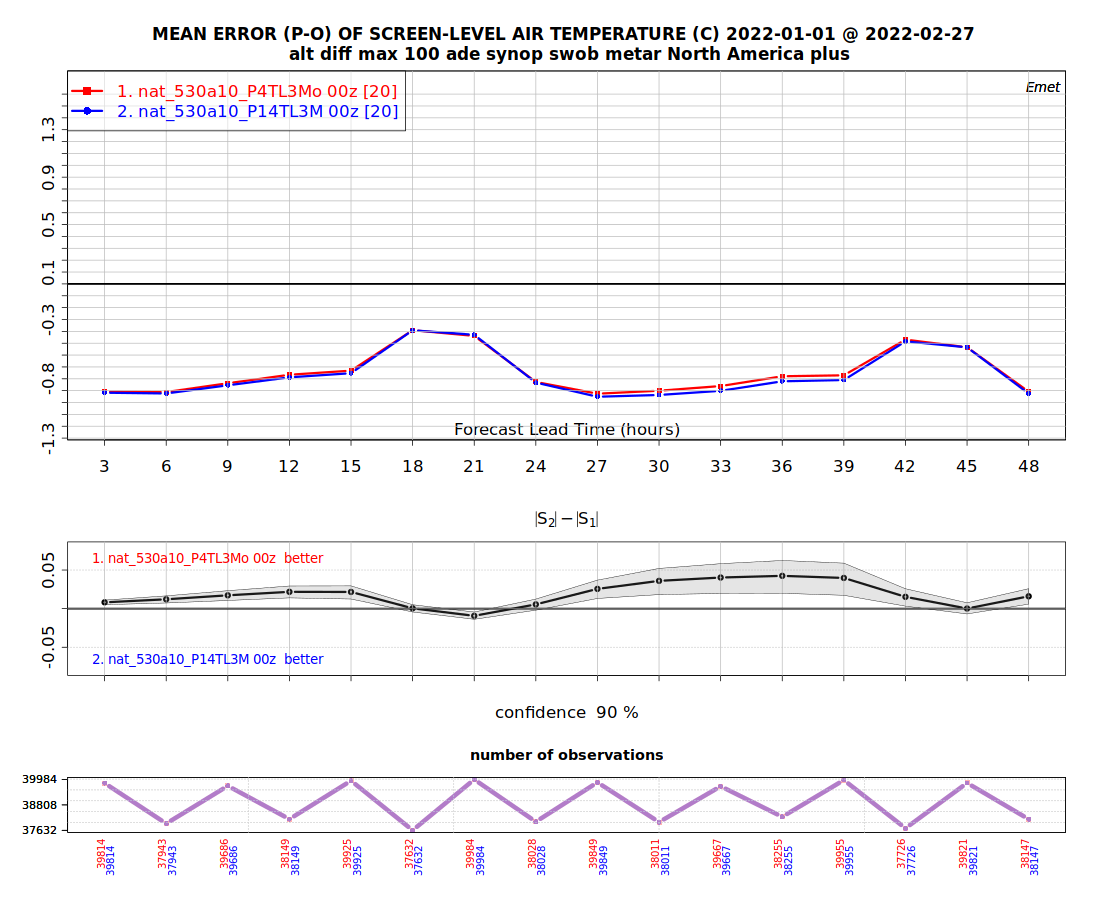 MEAN ERROR (P-O) OF SCREEN-LEVEL AIR TEMPERATURE (C) 2022-01-01 @ 2022-02-27
alt diff max 100 ade synop swob metar North America plus
1. nat_530a10_P4TL3Mo 00z [20]
2. nat_530a10_P14TL3M 00z [20]
Emet
1.3
0.9
0.5
0.1
-0.3
-0.8
-1.3
Forecast Lead Time (hours)
3 6 9 12 15 18 21 24 27 30 33 36 39 42 45 48
|S2| − |S1|
1. nat_530a10_P4TL3Mo 00z better
0.05
-0.05
2. nat_530a10_P14TL3M 00z better
confidence 90 %
number of observations
39984
38808
37632
39814 37943 39686 38149 39925 37632 39984 38028 39849 38011 39667 38255 39955 37726 39821 38147
39814 37943 39686 38149 39925 37632 39984 38028 39849 38011 39667 38255 39955 37726 39821 38147